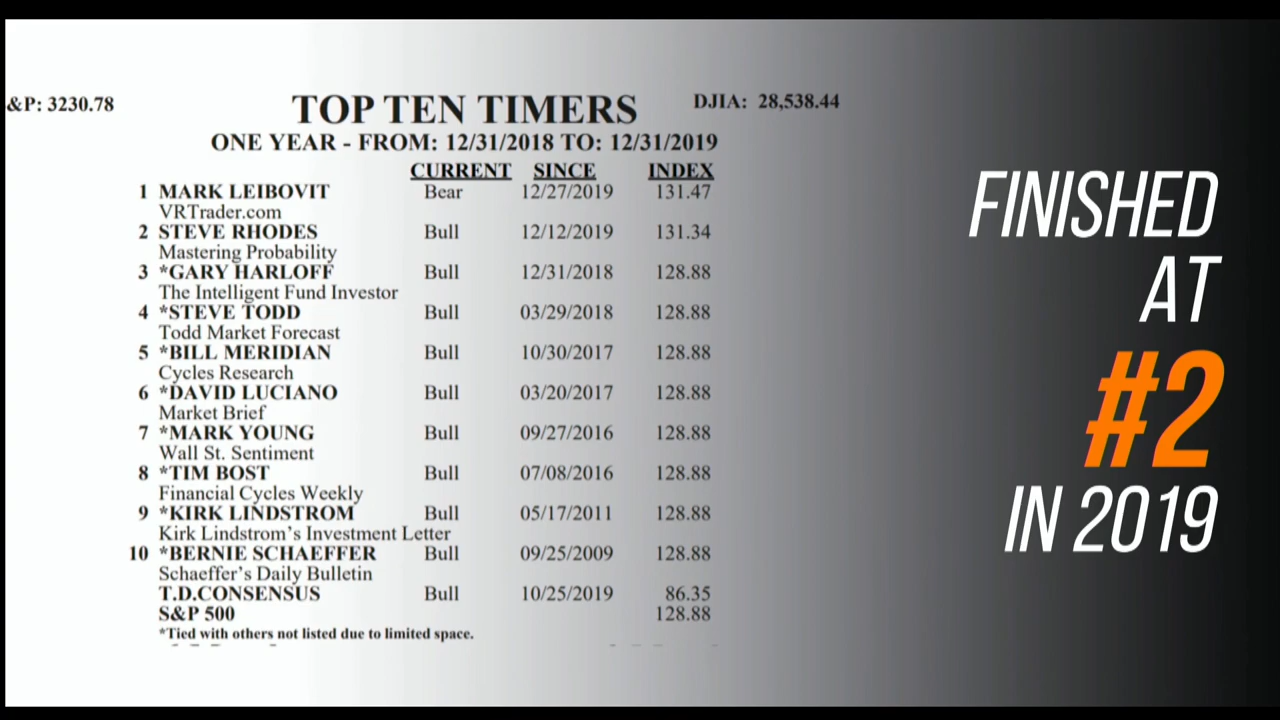 &P: 3230.78
TOP TEN TIMERS
DJIA: 28,538.44
ONE YEAR - FROM: 12/31/2018 TO: 12/31/2019
CURRENT SINCE INDEX
1 MARK LEIBOVIT Bear 12/27/2019 131.47
VRTrader.com
2 STEVE RHODES Bull 12/12/2019 131.34
Mastering Probability
3 *GARY HARLOFF Bull 12/31/2018 128.88
The Intelligent Fund Investor
4 *STEVE TODD Bull 03/29/2018 128.88
Todd Market Forecast
5 *BILL MERIDIAN Bull 10/30/2017 128.88
Cycles Research
6 *DAVID LUCIANO Bull 03/20/2017 128.88
Market Brief
7 *MARK YOUNG Bull 09/27/2016 128.88
Wall St. Sentiment
8 *TIM BOST Bull 07/08/2016 128.88
Financial Cycles Weekly
9 *KIRK LINDSTROM Bull 05/17/2011 128.88
Kirk Lindstrom's Investment Letter
10 *BERNIE SCHAEFFER Bull 09/25/2009 128.88
Schaeffer's Daily Bulletin
T.D.CONSENSUS Bull 10/25/2019 86.35
S&P 500 128.88
*Tied with others not listed due to limited space.
FINISHED
AT
#2
IN 2019